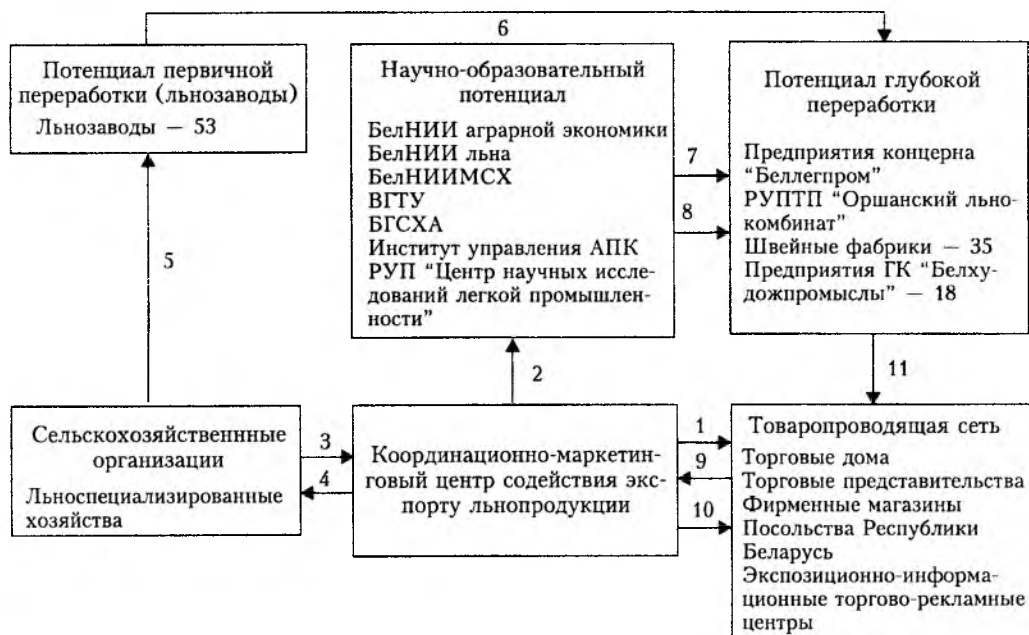 6
Потенциал первичной
переработки (льнозаводы)
Льнозаводы — 53
Научно-образовательный
потенциал
БелНИИ аграрной экономики
БелНИИ льна
БелНИИМСХ
ВГТУ
БГСХА
Институт управления АПК
РУП “Центр научных иссле-
дований легкой промышлен-
ности”
Потенциал глубокой
переработки
Предприятия концерна
“Беллегпром”
РУПТП “Оршанский льно-
комбинат”
Швейные фабрики — 35
Предприятия ГК “Белху-
дожпромыслы” — 18
7
8
5
2
11
Сельскохозяйственнные
организации
Льноспециализированные
хозяйства
3
4
Координационно-маркетин-
говый центр содействия экс-
порту льнопродукции
1
9
10
Товаропроводящая сеть
Торговые дома
Торговые представительства
Фирменные магазины
Посольства Республики
Беларусь
Экспозиционно-информа-
ционные торгово-рекламные
центры